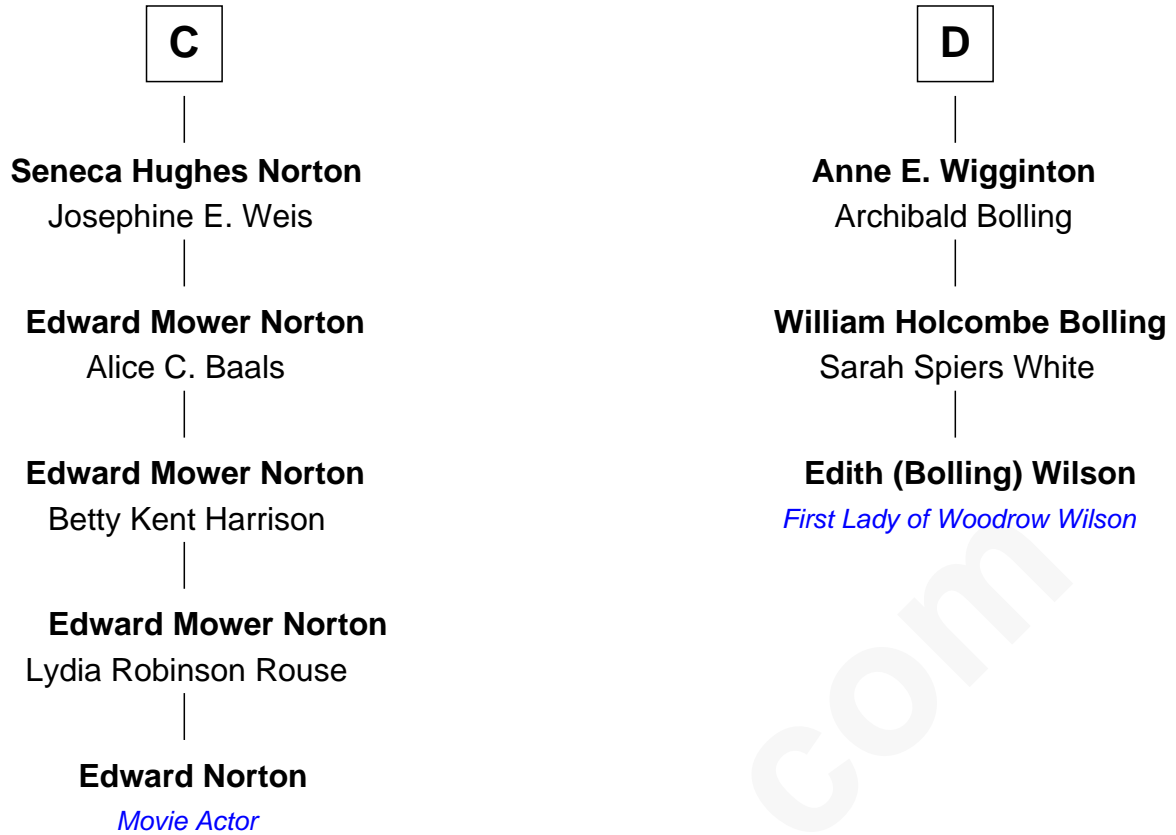 C
Seneca Hughes Norton
Josephine E. Weis
Edward Mower Norton
Alice C. Baals
Edward Mower Norton
Betty Kent Harrison
Edward Mower Norton
Lydia Robinson Rouse
Edward Norton
Movie Actor
D
Anne E. Wigginton
Archibald Bolling
William Holcombe Bolling
Sarah Spiers White
Edith (Bolling) Wilson
First Lady of Woodrow Wilson
com